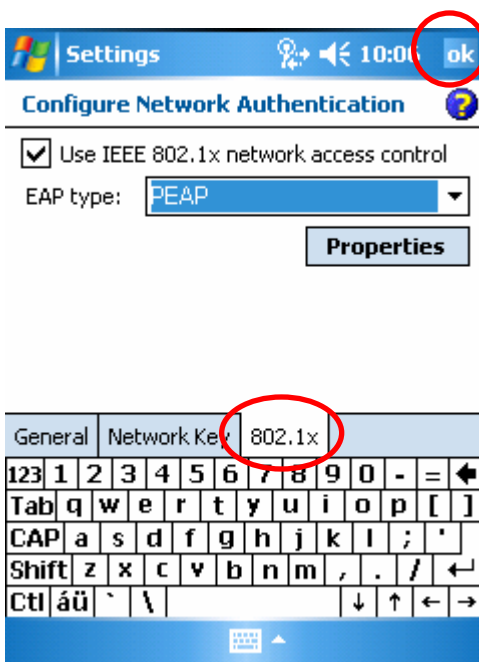 Settings 10:06 ok
Configure Network Authentication ?
Use IEEE 802.1x network access control
EAP type: PEAP
Properties
General Network Key 802.1x
123 1 2 3 4 5 6 7 8 9 0 - =
Tab q w e r t y u i o p [ ]
CAP a s d f g h j k l ; '
Shift z x c v b n m , . /
Ctl áü ` \